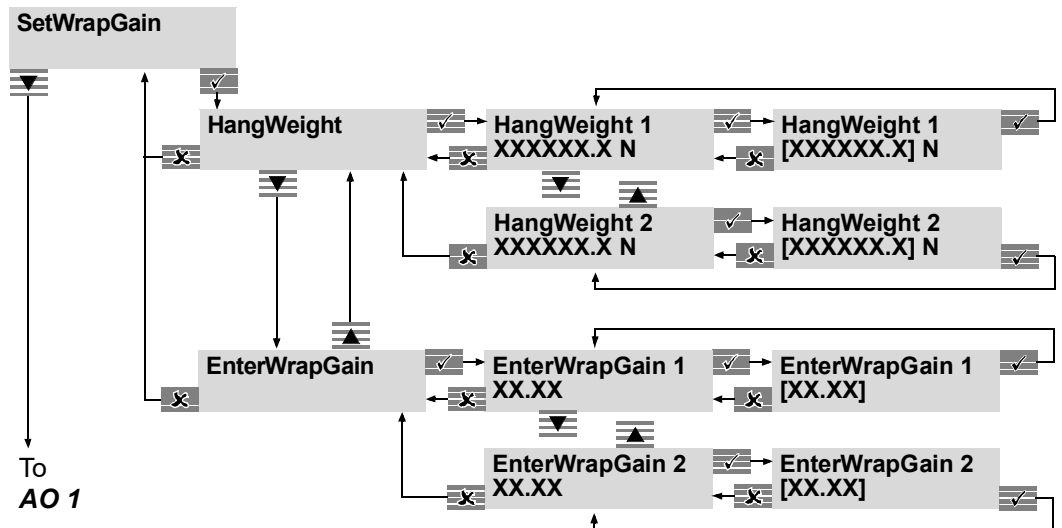 SetWrapGain
HangWeight
HangWeight 1
XXXXXX.X N
HangWeight 1
[XXXXXX.X] N
HangWeight 2
XXXXXX.X N
HangWeight 2
[XXXXXX.X] N
EnterWrapGain
EnterWrapGain 1
XX.XX
EnterWrapGain 1
[XX.XX]
EnterWrapGain 2
XX.XX
EnterWrapGain 2
[XX.XX]
To
AO 1